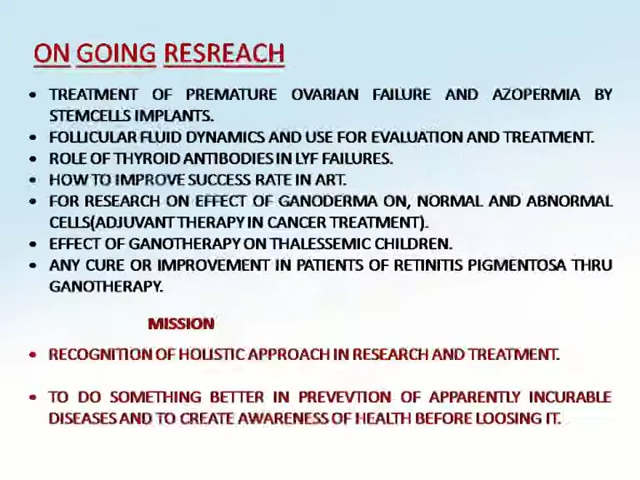 ON GOING RESREACH
• TREATMENT OF PREMATURE OVARIAN FAILURE AND AZOPERMIA BY
STEMCELLS IMPLANTS.
• FOLLICULAR FLUID DYNAMICS AND USE FOR EVALUATION AND TREATMENT.
• ROLE OF THYROID ANTIBODIES IN LYF FAILURES.
• HOW TO IMPROVE SUCCESS RATE IN ART.
• FOR RESEARCH ON EFFECT OF GANODERMA ON, NORMAL AND ABNORMAL
CELLS(ADJUVANT THERAPY IN CANCER TREATMENT).
• EFFECT OF GANOTHERAPY ON THALESSEMIC CHILDREN.
• ANY CURE OR IMPROVEMENT IN PATIENTS OF RETINITIS PIGMENTOSA THRU
GANOTHERAPY.
MISSION
• RECOGNITION OF HOLISTIC APPROACH IN RESEARCH AND TREATMENT.
• TO DO SOMETHING BETTER IN PREVEVTION OF APPARENTLY INCURABLE
DISEASES AND TO CREATE AWARENESS OF HEALTH BEFORE LOOSING IT.